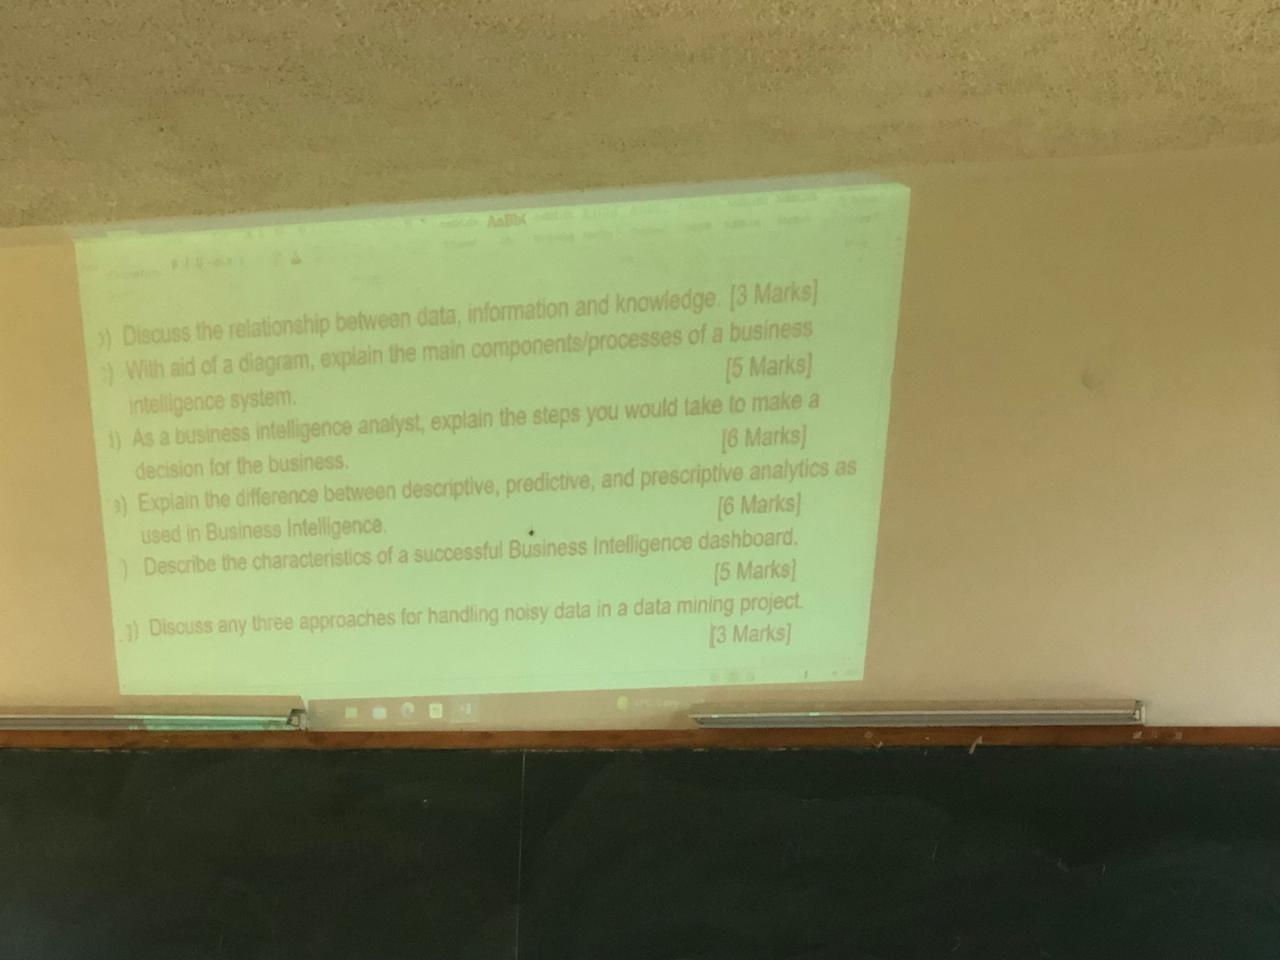 AaBbC
) Discuss the relationship between data, information and knowledge. [3 Marks]
) With aid of a diagram, explain the main components/processes of a business
intelligence system. [5 Marks]
) As a business intelligence analyst, explain the steps you would take to make a
decision for the business. [6 Marks]
) Explain the difference between descriptive, predictive, and prescriptive analytics as
used in Business Intelligence. [6 Marks]
) Describe the characteristics of a successful Business Intelligence dashboard.
[5 Marks]
) Discuss any three approaches for handling noisy data in a data mining project.
[3 Marks]